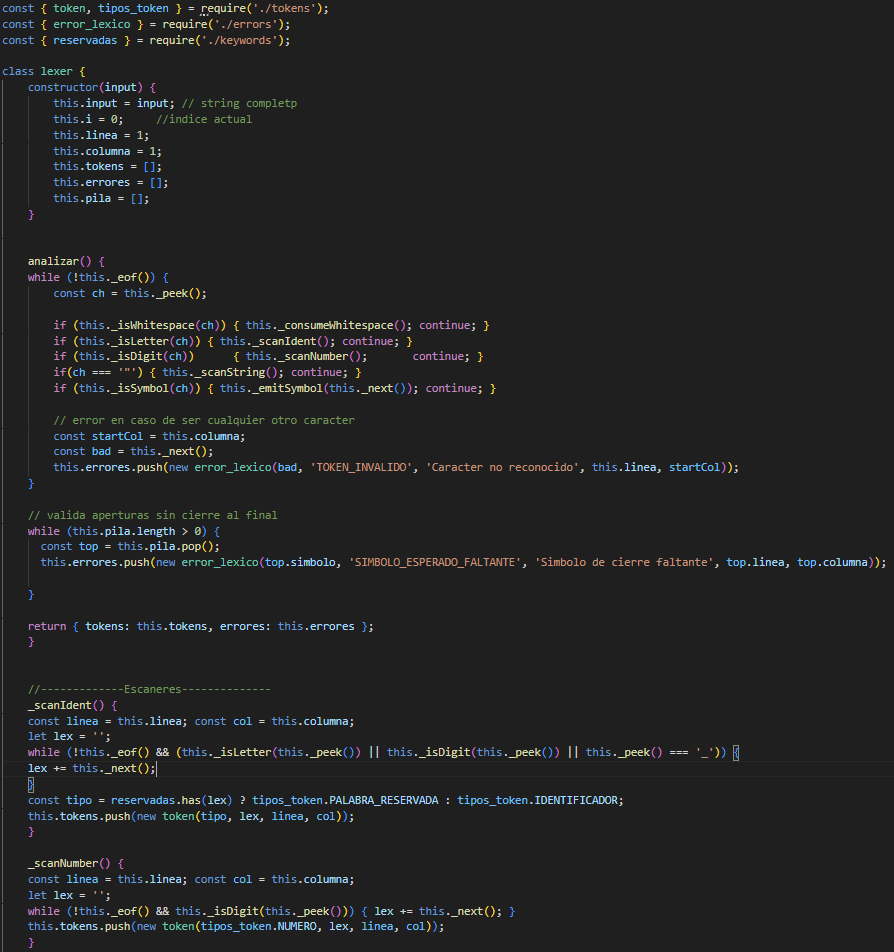 const { token, tipos_token } = require('./tokens');
const { error_lexico } = require('./errors');
const { reservadas } = require('./keywords');

class lexer {
    constructor(input) {
        this.input = input; // string completp
        this.i = 0;     //indice actual
        this.linea = 1;
        this.columna = 1;
        this.tokens = [];
        this.errores = [];
        this.pila = [];
    }


    analizar() {
    while (!this._eof()) {
        const ch = this._peek();

        if (this._isWhitespace(ch)) { this._consumeWhitespace(); continue; }
        if (this._isLetter(ch)) { this._scanIdent(); continue; }
        if (this._isDigit(ch))      { this._scanNumber();       continue; }
        if(ch === '"') { this._scanString(); continue; }
        if (this._isSymbol(ch)) { this._emitSymbol(this._next()); continue; }

        // error en caso de ser cualquier otro caracter
        const startCol = this.columna;
        const bad = this._next();
        this.errores.push(new error_lexico(bad, 'TOKEN_INVALIDO', 'Caracter no reconocido', this.linea, startCol));
    }

    // valida aperturas sin cierre al final
    while (this.pila.length > 0) {
      const top = this.pila.pop();
      this.errores.push(new error_lexico(top.simbolo, 'SIMBOLO_ESPERADO_FALTANTE', 'Simbolo de cierre faltante', top.linea, top.columna));

    }

    return { tokens: this.tokens, errores: this.errores };
    }


    //-------------Escaneres--------------
    _scanIdent() {
    const linea = this.linea; const col = this.columna;
    let lex = '';
    while (!this._eof() && (this._isLetter(this._peek()) || this._isDigit(this._peek()) || this._peek() === '_')) {
    lex += this._next();
    }
    const tipo = reservadas.has(lex) ? tipos_token.PALABRA_RESERVADA : tipos_token.IDENTIFICADOR;
    this.tokens.push(new token(tipo, lex, linea, col));
    }

    _scanNumber() {
    const linea = this.linea; const col = this.columna;
    let lex = '';
    while (!this._eof() && this._isDigit(this._peek())) { lex += this._next(); }
    this.tokens.push(new token(tipos_token.NUMERO, lex, linea, col));
    }